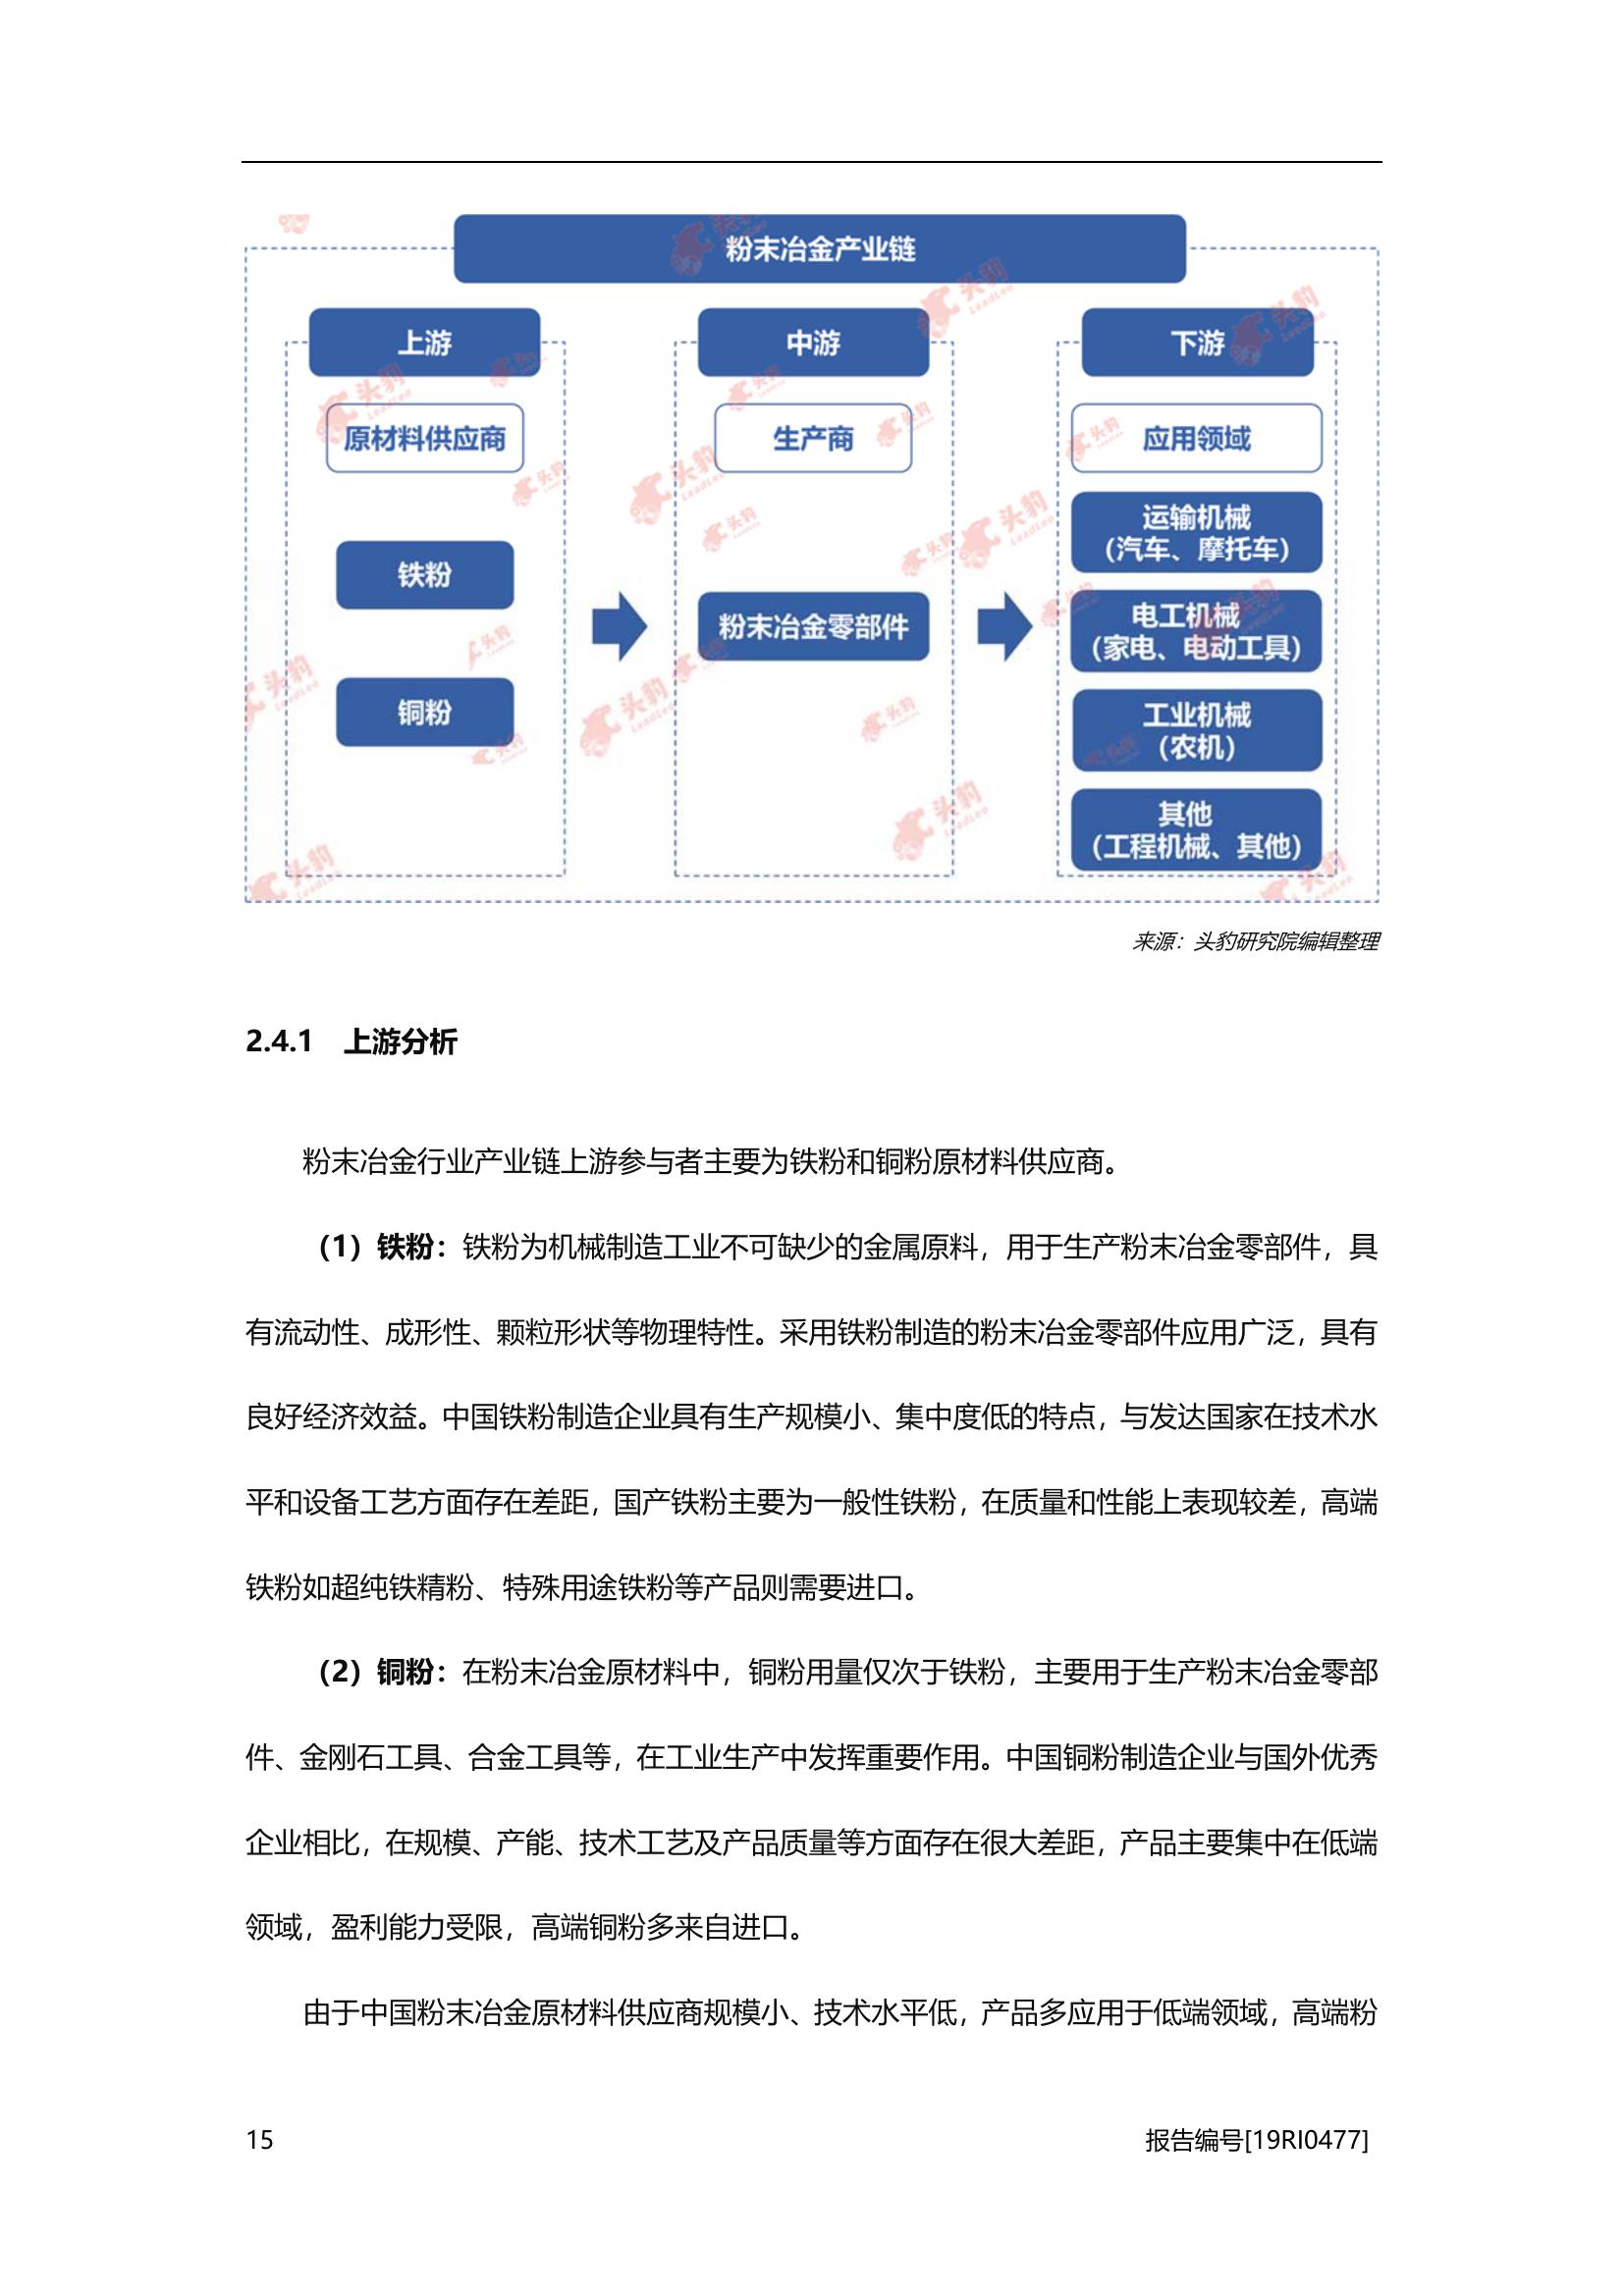 粉末冶金产业链
上游
中游
下游
原材料供应商
生产商
应用领域
铁粉
铜粉
粉末冶金零部件
运输机械
（汽车、摩托车）
电工机械
（家电、电动工具）
工业机械
（农机）
其他
（工程机械、其他）
头豹
LeadLeo
来源：头豹研究院编辑整理
2.4.1 上游分析
粉末冶金行业产业链上游参与者主要为铁粉和铜粉原材料供应商。
（1）铁粉：铁粉为机械制造工业不可缺少的金属原料，用于生产粉末冶金零部件，具
有流动性、成形性、颗粒形状等物理特性。采用铁粉制造的粉末冶金零部件应用广泛，具有
良好经济效益。中国铁粉制造企业具有生产规模小、集中度低的特点，与发达国家在技术水
平和设备工艺方面存在差距，国产铁粉主要为一般性铁粉，在质量和性能上表现较差，高端
铁粉如超纯铁精粉、特殊用途铁粉等产品则需要进口。
（2）铜粉：在粉末冶金原材料中，铜粉用量仅次于铁粉，主要用于生产粉末冶金零部
件、金刚石工具、合金工具等，在工业生产中发挥重要作用。中国铜粉制造企业与国外优秀
企业相比，在规模、产能、技术工艺及产品质量等方面存在很大差距，产品主要集中在低端
领域，盈利能力受限，高端铜粉多来自进口。
由于中国粉末冶金原材料供应商规模小、技术水平低，产品多应用于低端领域，高端粉
15
报告编号[19RI0477]